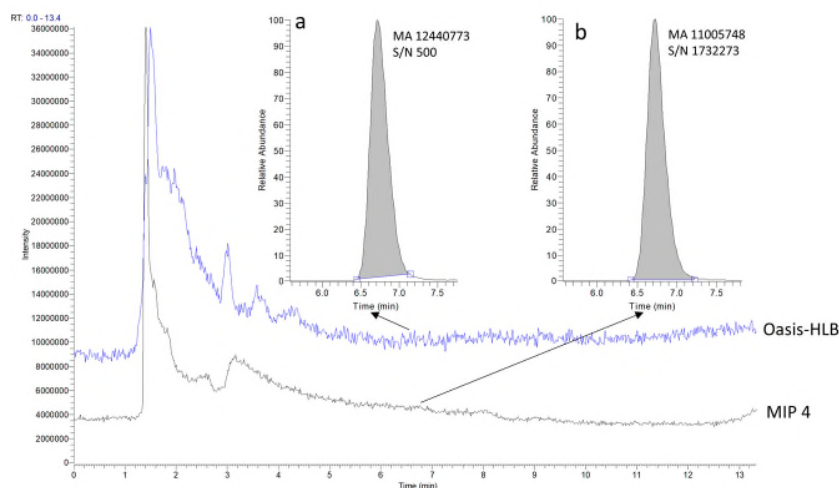 RT: 0.0 - 13.4
a
MA 12440773
S/N 500
b
MA 11005748
S/N 1732273
100
90
80
70
60
50
40
30
20
10
0
Relative Abundance
6.0 6.5 7.0 7.5
Time (min)
100
90
80
70
60
50
40
30
20
10
0
Relative Abundance
6.0 6.5 7.0 7.5
Time (min)
36000000
34000000
32000000
30000000
28000000
26000000
24000000
22000000
20000000
18000000
16000000
14000000
12000000
10000000
8000000
6000000
4000000
2000000
0
Intensity
Oasis-HLB
MIP 4
0 1 2 3 4 5 6 7 8 9 10 11 12 13
Time (min)